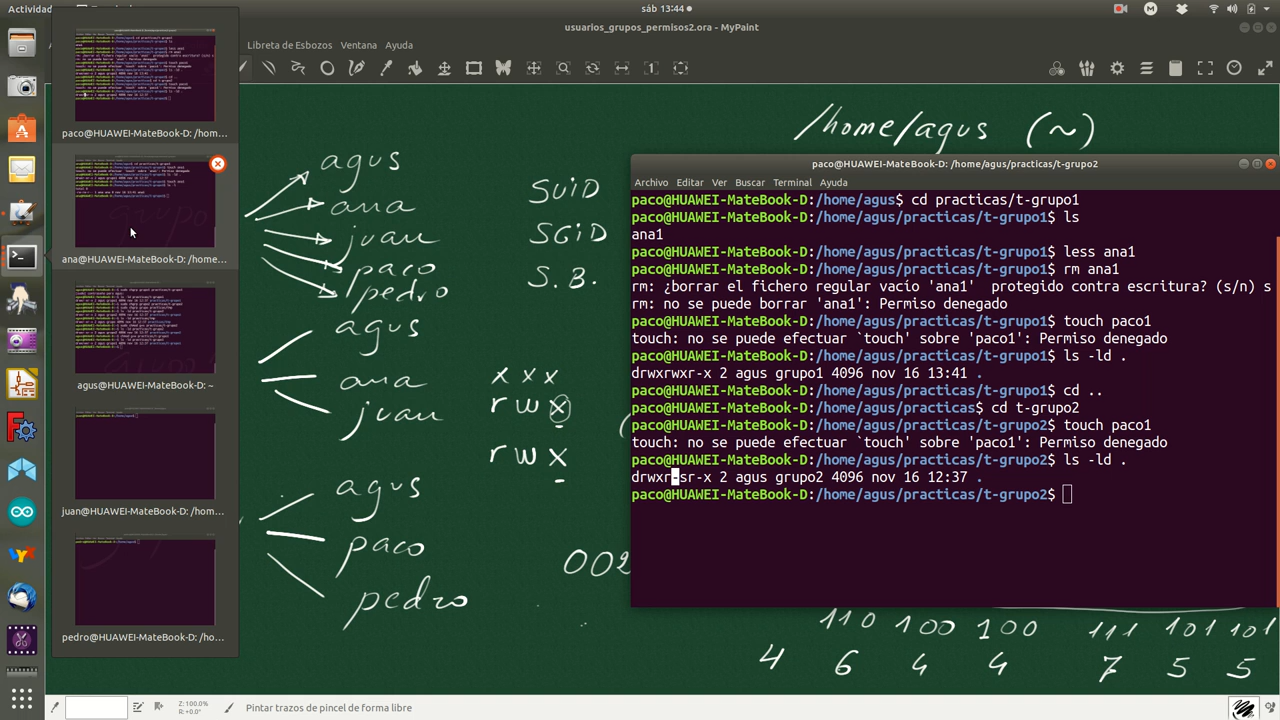 Actividad
sáb 13:44
usuarios_grupos_permisos2.ora - MyPaint
Libreta de Esbozos Ventana Ayuda
paco@HUAWEI-MateBook-D: /hom...
ana@HUAWEI-MateBook-D: /home...
agus@HUAWEI-MateBook-D: ~
juan@HUAWEI-MateBook-D: /hom...
pedro@HUAWEI-MateBook-D: /ho...
/home/agus (~)
agus
ana
juan
paco
pedro
SUID
SGID
S.B.
agus
ana
juan
x x x
r w x
r w x
agus
paco
pedro
002
110 100 100 111 101 101
4 6 4 4 7 5 5
paco@HUAWEI-MateBook-D: /home/agus/practicas/t-grupo2
Archivo Editar Ver Buscar Terminal Ayuda
paco@HUAWEI-MateBook-D:/home/agus$ cd practicas/t-grupo1
paco@HUAWEI-MateBook-D:/home/agus/practicas/t-grupo1$ ls
ana1
paco@HUAWEI-MateBook-D:/home/agus/practicas/t-grupo1$ less ana1
paco@HUAWEI-MateBook-D:/home/agus/practicas/t-grupo1$ rm ana1
rm: ¿borrar el fichero regular vacío 'ana1' protegido contra escritura? (s/n) s
rm: no se puede borrar 'ana1': Permiso denegado
paco@HUAWEI-MateBook-D:/home/agus/practicas/t-grupo1$ touch paco1
touch: no se puede efectuar `touch' sobre 'paco1': Permiso denegado
paco@HUAWEI-MateBook-D:/home/agus/practicas/t-grupo1$ ls -ld .
drwxrwxr-x 2 agus grupo1 4096 nov 16 13:41 .
paco@HUAWEI-MateBook-D:/home/agus/practicas/t-grupo1$ cd ..
paco@HUAWEI-MateBook-D:/home/agus/practicas$ cd t-grupo2
paco@HUAWEI-MateBook-D:/home/agus/practicas/t-grupo2$ touch paco1
touch: no se puede efectuar `touch' sobre 'paco1': Permiso denegado
paco@HUAWEI-MateBook-D:/home/agus/practicas/t-grupo2$ ls -ld .
drwxr-sr-x 2 agus grupo2 4096 nov 16 12:37 .
paco@HUAWEI-MateBook-D:/home/agus/practicas/t-grupo2$
Z: 100.0%
R: +0.0°
Pintar trazos de pincel de forma libre